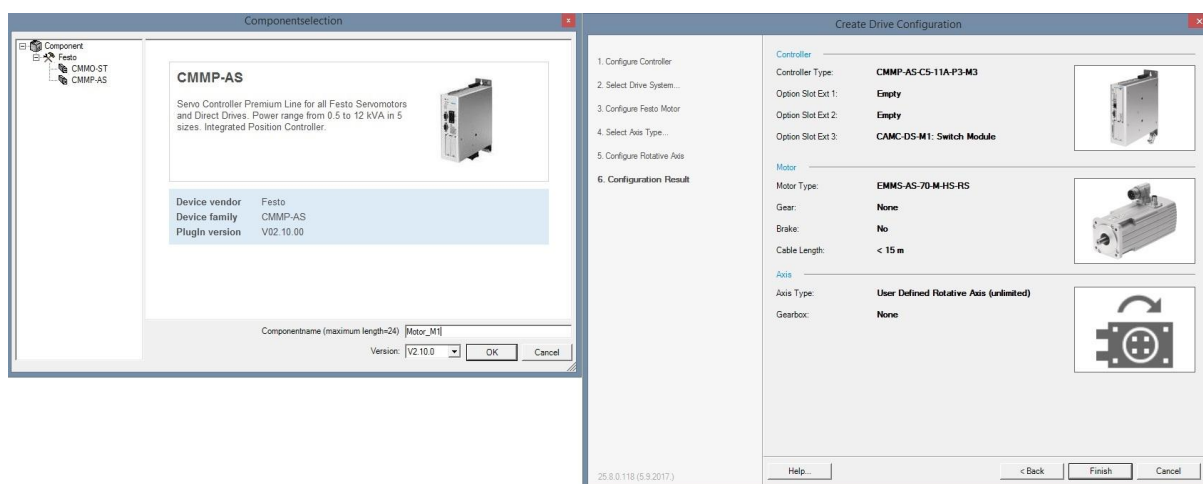 Componentselection
Component
Festo
CMMO-ST
CMMP-AS
CMMP-AS
Servo Controller Premium Line for all Festo Servomotors
and Direct Drives. Power range from 0.5 to 12 kVA in 5
sizes. Integrated Position Controller.
Device vendor Festo
Device family CMMP-AS
PlugIn version V02.10.00
Componentname (maximum length=24) Motor_M1
Version: V2.10.0 OK Cancel
Create Drive Configuration
1. Configure Controller
2. Select Drive System...
3. Configure Festo Motor
4. Select Axis Type...
5. Configure Rotative Axis
6. Configuration Result
25.8.0.118 (5.9.2017.)
Controller
Controller Type: CMMP-AS-C5-11A-P3-M3
Option Slot Ext 1: Empty
Option Slot Ext 2: Empty
Option Slot Ext 3: CAMC-DS-M1: Switch Module
Motor
Motor Type: EMMS-AS-70-M-HS-RS
Gear: None
Brake: No
Cable Length: < 15 m
Axis
Axis Type: User Defined Rotative Axis (unlimited)
Gearbox: None
Help... < Back Finish Cancel